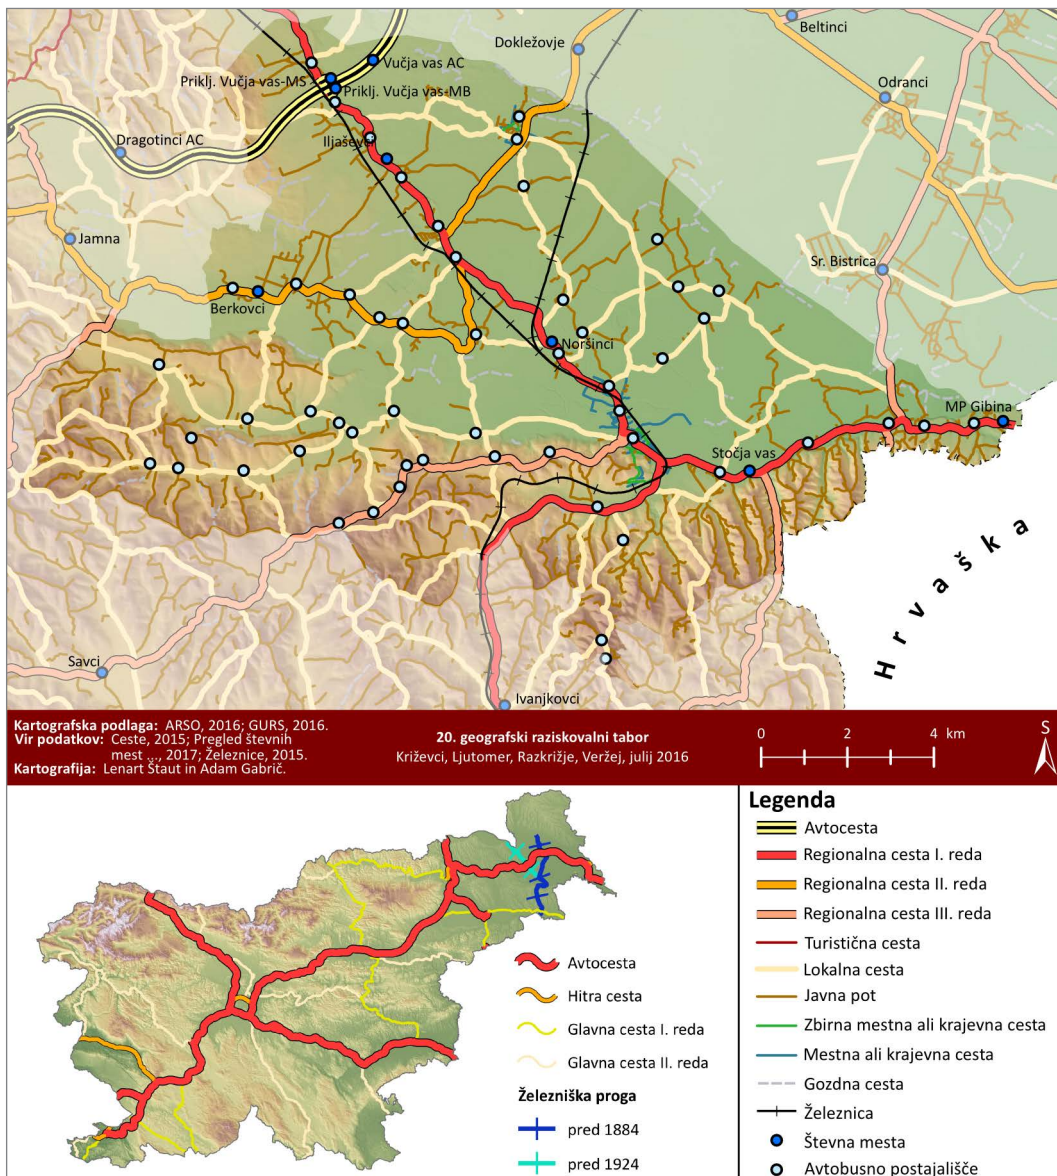 Beltinci
Dokležovje
Vučja vas AC
Priklj. Vučja vas-MS
Priklj. Vučja vas-MB
Odranci
Iljaševci
Dragotinci AC
Jamna
Sr. Bistrica
Berkovci
Noršinci
MP Gibina
Stočja vas
Hrvaška
Savci
Ivanjkovci
Kartografska podlaga: ARSO, 2016; GURS, 2016.
Vir podatkov: Ceste, 2015; Pregled števnih
mest ..., 2017; Železnice, 2015.
Kartografija: Lenart Štaut in Adam Gabrič.
20. geografski raziskovalni tabor
Križevci, Ljutomer, Razkrižje, Veržej, julij 2016
0 2 4 km
S
Avtocesta
Hitra cesta
Glavna cesta I. reda
Glavna cesta II. reda
Železniška proga
pred 1884
pred 1924
Legenda
Avtocesta
Regionalna cesta I. reda
Regionalna cesta II. reda
Regionalna cesta III. reda
Turistična cesta
Lokalna cesta
Javna pot
Zbirna mestna ali krajevna cesta
Mestna ali krajevna cesta
Gozdna cesta
Železnica
Števna mesta
Avtobusno postajališče